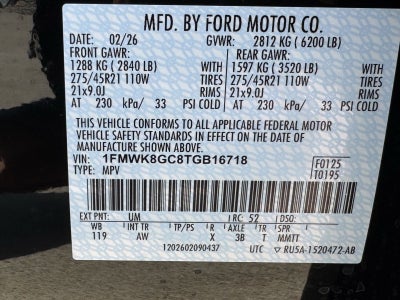 MFD. BY FORD MOTOR CO.
DATE: 02/26 GVWR: 2812 KG (6200 LB)
FRONT GAWR: REAR GAWR:
1288 KG (2840 LB) WITH 1597 KG (3520 LB) WITH
275/45R21 110W TIRES 275/45R21 110W TIRES
21x9.0J RIMS 21x9.0J RIMS
AT 230 kPa/ 33 PSI COLD AT 230 kPa/ 33 PSI COLD
THIS VEHICLE CONFORMS TO ALL APPLICABLE FEDERAL MOTOR
VEHICLE SAFETY STANDARDS IN EFFECT ON THE DATE OF
MANUFACTURE SHOWN ABOVE.
VIN: 1FMWK8GC8TGB16718 F0125
TYPE: MPV T0195
EXT PNT: UM RC: 52 DSO:
WB INT TR TP/PS R AXLE TR SPR
119 AW X 3B T MMTT
1202602090437 UTC RU5A-1520472-AB